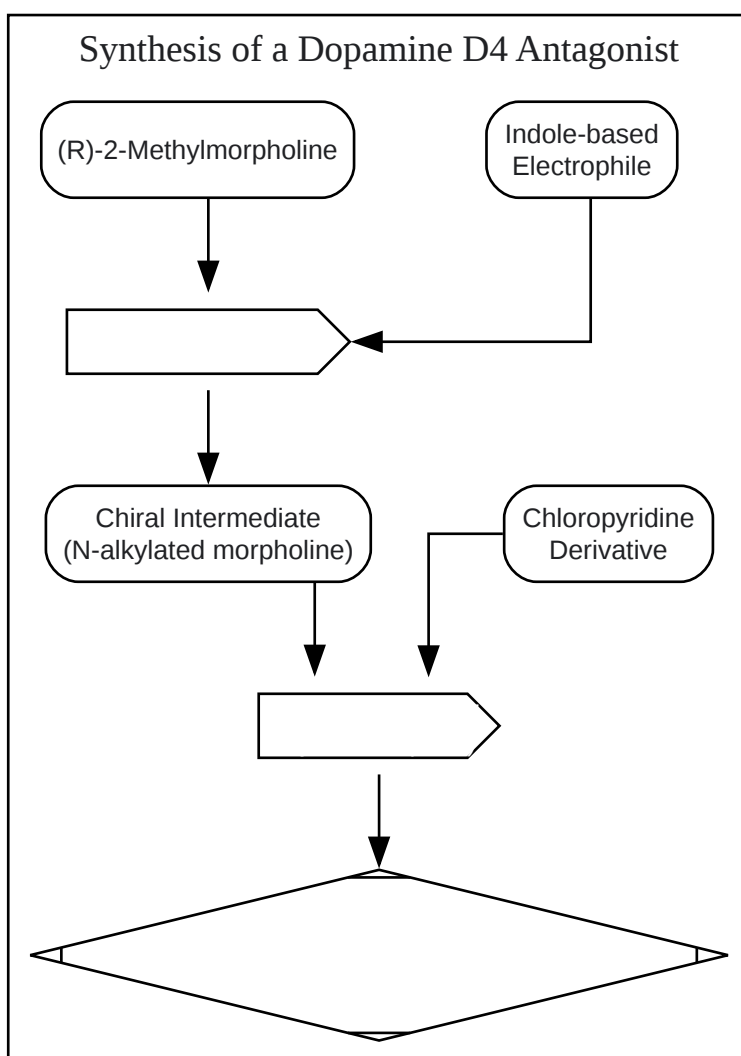 Synthesis of a Dopamine D4 Antagonist
(R)-2-Methylmorpholine
Indole-based
Electrophile
Chiral Intermediate
(N-alkylated morpholine)
Chloropyridine
Derivative